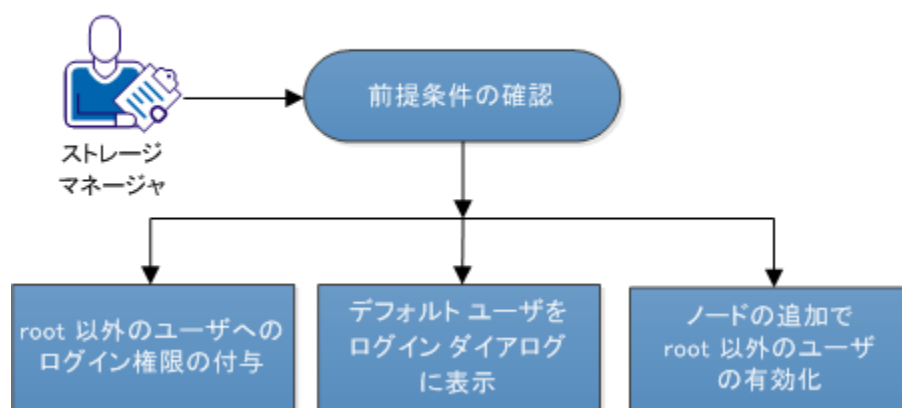 前提条件の確認
ストレージ
マネージャ
root 以外のユーザへの
ログイン権限の付与
デフォルト ユーザを
ログイン ダイアログ
に表示
ノードの追加で
root 以外のユーザ
の有効化